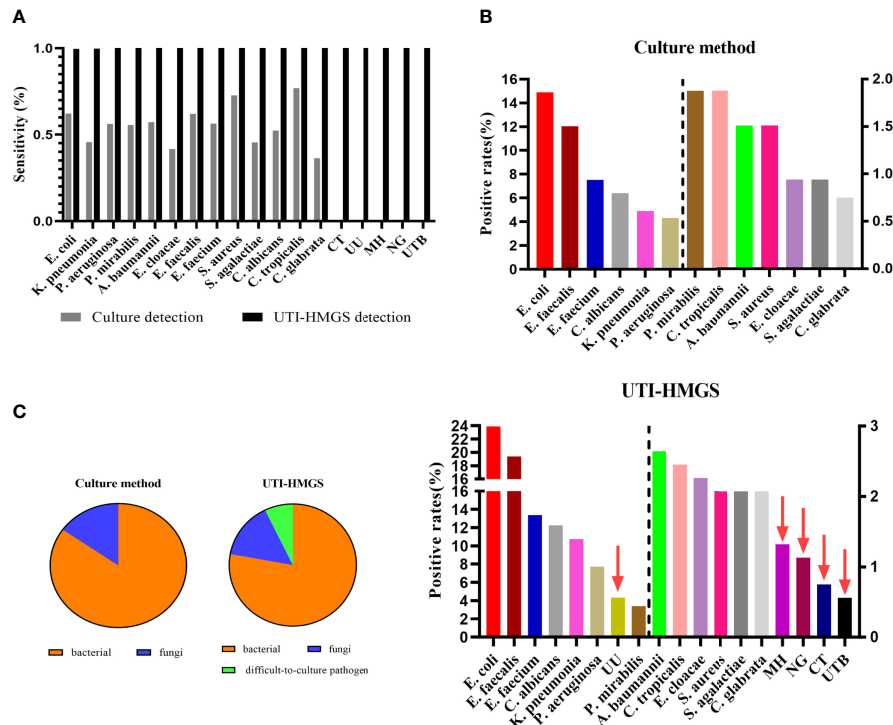 A
Sensitivity (%)
1.0
0.5
0.0
E. coli
K. pneumonia
P. aeruginosa
P. mirabilis
A. baumannii
E. cloacae
E. faecalis
E. faecium
S. aureus
S. agalactiae
C. albicans
C. tropicalis
C. glabrata
CT
UU
MH
NG
UTB
Culture detection
UTI-HMGS detection
B
Culture method
Positive rates(%)
16
14
12
10
8
6
4
2
0
2.0
1.5
1.0
0.5
0.0
E. coli
E. faecalis
E. faecium
C. albicans
K. pneumonia
P. aeruginosa
P. mirabilis
C. tropicalis
A. baumannii
S. aureus
E. cloacae
S. agalactiae
C. glabrata
UTI-HMGS
Positive rates(%)
24
22
20
18
16
16
14
12
10
8
6
4
2
0
3
2
1
0
E. coli
E. faecalis
E. faecium
C. albicans
K. pneumonia
P. aeruginosa
UU
P. mirabilis
A. baumannii
C. tropicalis
E. cloacae
S. aureus
S. agalactiae
C. glabrata
MH
NG
CT
UTB
C
Culture method
bacterial
fungi
UTI-HMGS
bacterial
fungi
difficult-to-culture pathogen